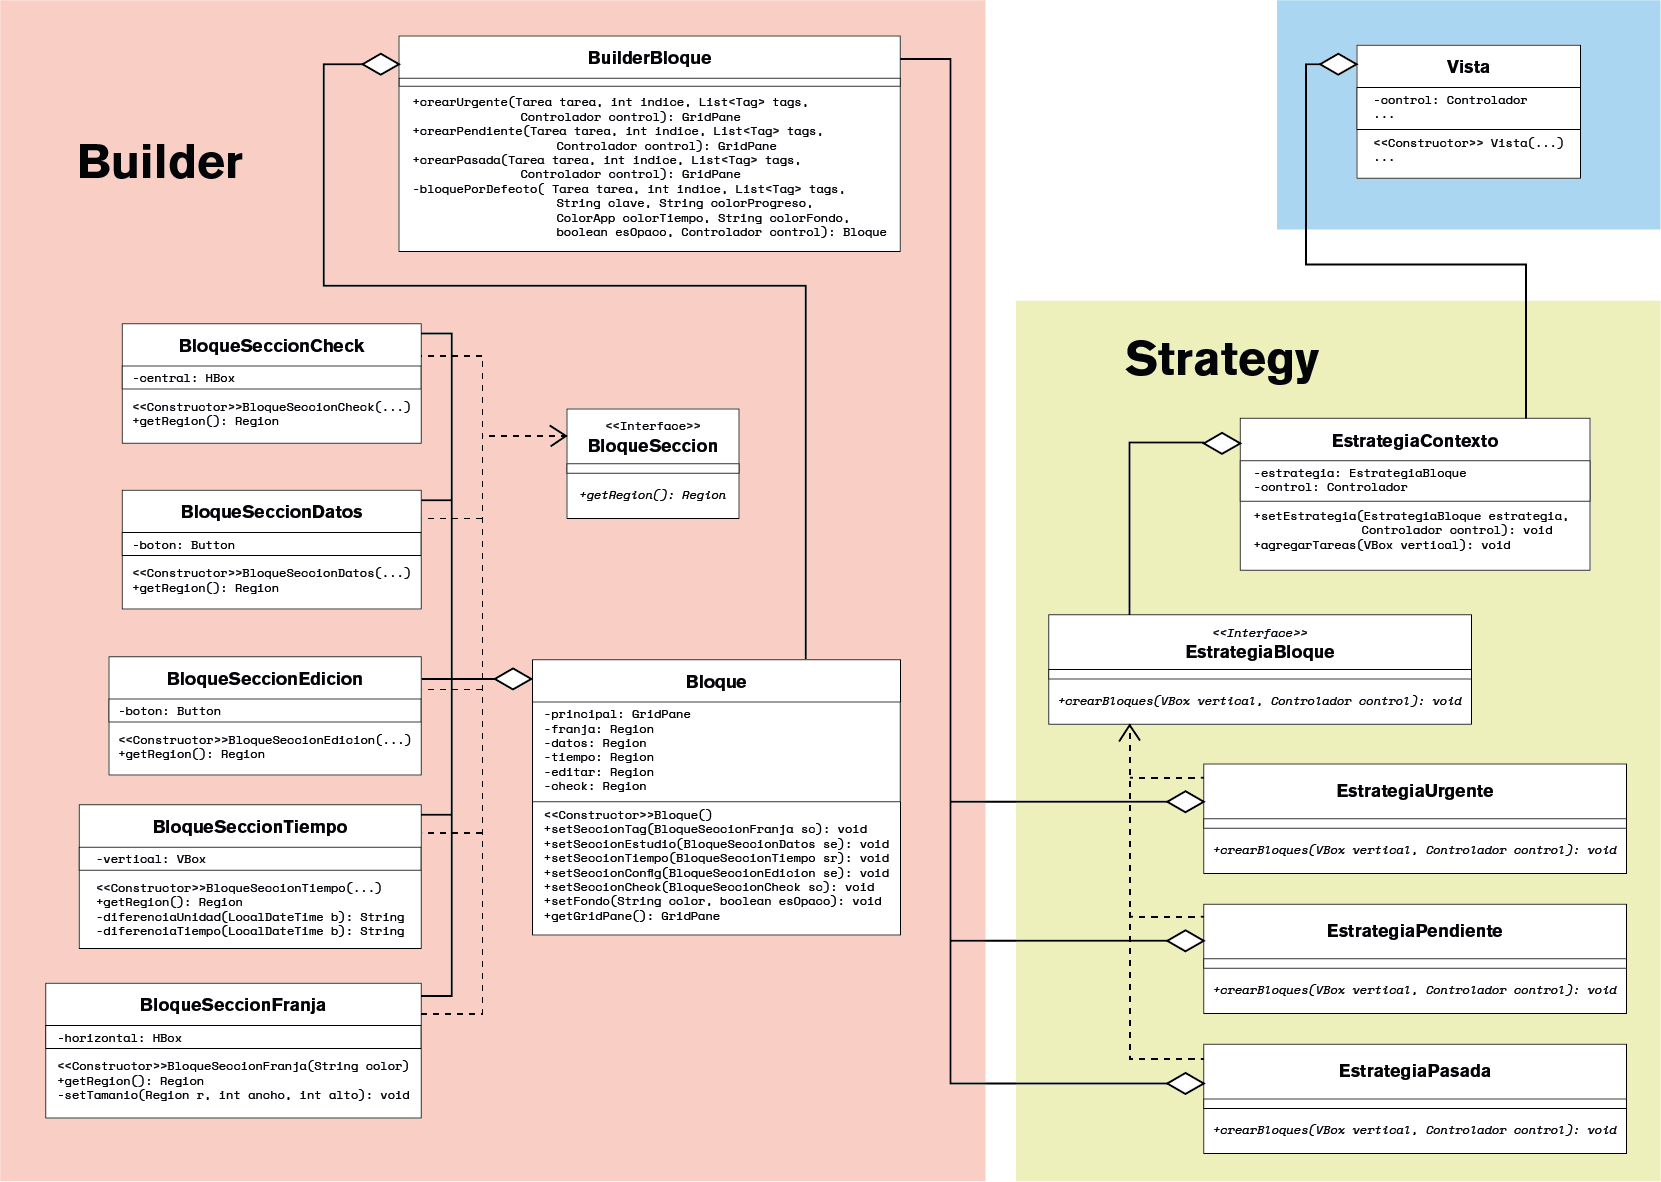 Builder
BuilderBloque
+crearUrgente(Tarea tarea, int indice, List<Tag> tags,
Controlador control): GridPane
+crearPendiente(Tarea tarea, int indice, List<Tag> tags,
Controlador control): GridPane
+crearPasada(Tarea tarea, int indice, List<Tag> tags,
Controlador control): GridPane
-bloquePorDefecto( Tarea tarea, int indice, List<Tag> tags,
String clave, String colorProgreso,
ColorApp colorTiempo, String colorFondo,
boolean esOpaco, Controlador control): Bloque
BloqueSeccionCheck
-central: HBox
<<Constructor>>BloqueSeccionCheck(...)
+getRegion(): Region
BloqueSeccionDatos
-boton: Button
<<Constructor>>BloqueSeccionDatos(...)
+getRegion(): Region
BloqueSeccionEdicion
-boton: Button
<<Constructor>>BloqueSeccionEdicion(...)
+getRegion(): Region
BloqueSeccionTiempo
-vertical: VBox
<<Constructor>>BloqueSeccionTiempo(...)
+getRegion(): Region
-diferenciaUnidad(LocalDateTime b): String
-diferenciaTiempo(LocalDateTime b): String
BloqueSeccionFranja
-horizontal: HBox
<<Constructor>>BloqueSeccionFranja(String color)
+getRegion(): Region
-setTamanio(Region r, int ancho, int alto): void
<<Interface>>
BloqueSeccion
+getRegion(): Region
Bloque
-principal: GridPane
-franja: Region
-datos: Region
-tiempo: Region
-editar: Region
-check: Region
<<Constructor>>Bloque()
+setSeccionTag(BloqueSeccionFranja sc): void
+setSeccionEstudio(BloqueSeccionDatos se): void
+setSeccionTiempo(BloqueSeccionTiempo sr): void
+setSeccionConfig(BloqueSeccionEdicion se): void
+setSeccionCheck(BloqueSeccionCheck sc): void
+setFondo(String color, boolean esOpaco): void
+getGridPane(): GridPane
Vista
-control: Controlador
...
<<Constructor>> Vista(...)
...
Strategy
EstrategiaContexto
-estrategia: EstrategiaBloque
-control: Controlador
+setEstrategia(EstrategiaBloque estrategia,
Controlador control): void
+agregarTareas(VBox vertical): void
<<Interface>>
EstrategiaBloque
+crearBloques(VBox vertical, Controlador control): void
EstrategiaUrgente
+crearBloques(VBox vertical, Controlador control): void
EstrategiaPendiente
+crearBloques(VBox vertical, Controlador control): void
EstrategiaPasada
+crearBloques(VBox vertical, Controlador control): void